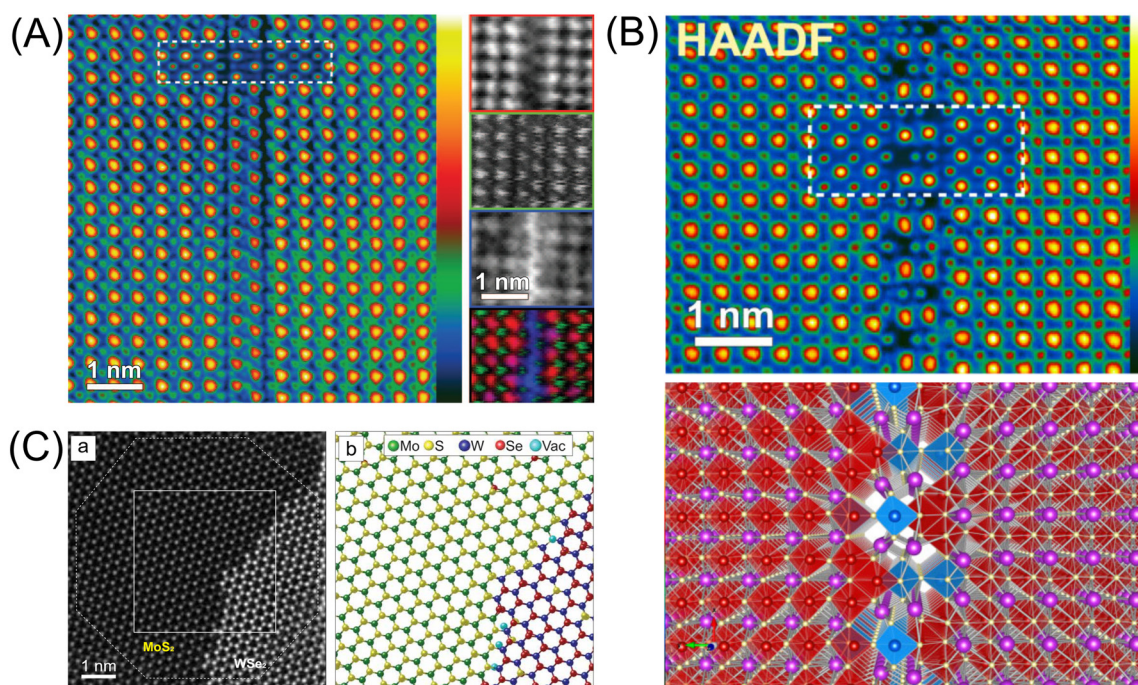 (A)
1 nm
1 nm
(B)
HAADF
1 nm
(C)
a
MoS₂
WSe₂
1 nm
b
Mo S W Se Vac